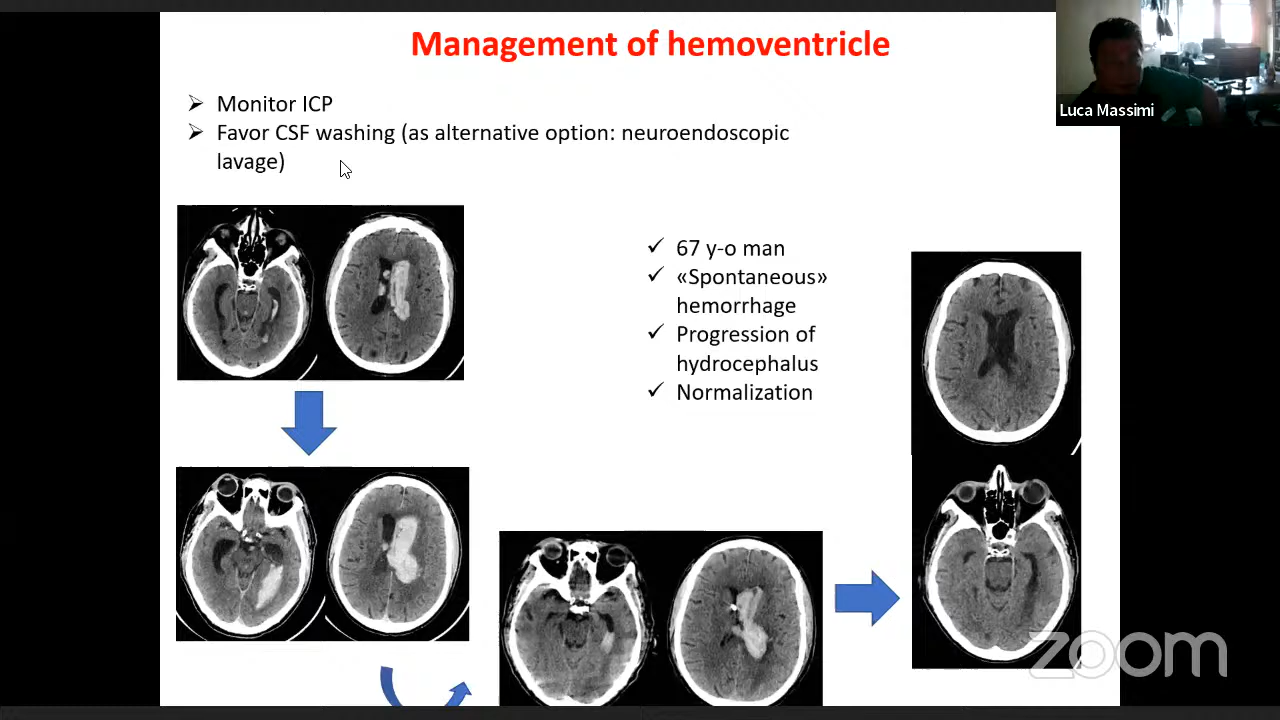 Management of hemoventricle
Luca Massimi
Monitor ICP
Favor CSF washing (as alternative option: neuroendoscopic
lavage)
67 y-o man
«Spontaneous»
hemorrhage
Progression of
hydrocephalus
Normalization
zoom